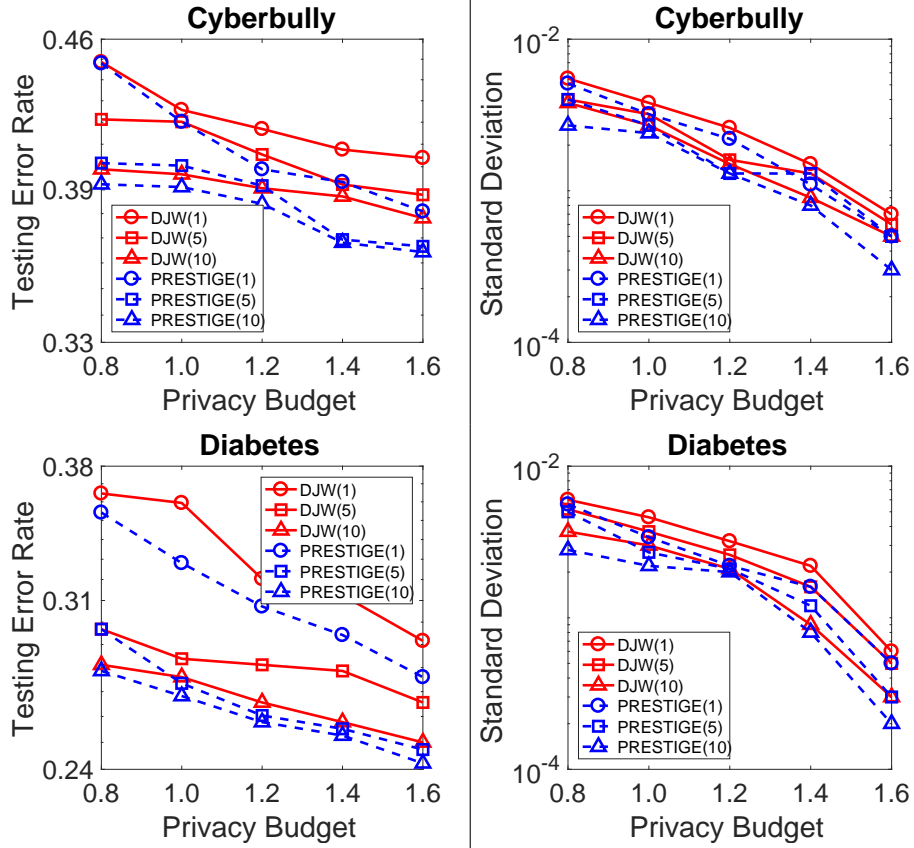 Cyberbully
0.46
0.39
0.33
Testing Error Rate
DJW(1)
DJW(5)
DJW(10)
PRESTIGE(1)
PRESTIGE(5)
PRESTIGE(10)
0.8 1.0 1.2 1.4 1.6
Privacy Budget
Cyberbully
10^-2
10^-4
Standard Deviation
DJW(1)
DJW(5)
DJW(10)
PRESTIGE(1)
PRESTIGE(5)
PRESTIGE(10)
0.8 1.0 1.2 1.4 1.6
Privacy Budget
Diabetes
0.38
0.31
0.24
Testing Error Rate
DJW(1)
DJW(5)
DJW(10)
PRESTIGE(1)
PRESTIGE(5)
PRESTIGE(10)
0.8 1.0 1.2 1.4 1.6
Privacy Budget
Diabetes
10^-2
10^-4
Standard Deviation
DJW(1)
DJW(5)
DJW(10)
PRESTIGE(1)
PRESTIGE(5)
PRESTIGE(10)
0.8 1.0 1.2 1.4 1.6
Privacy Budget